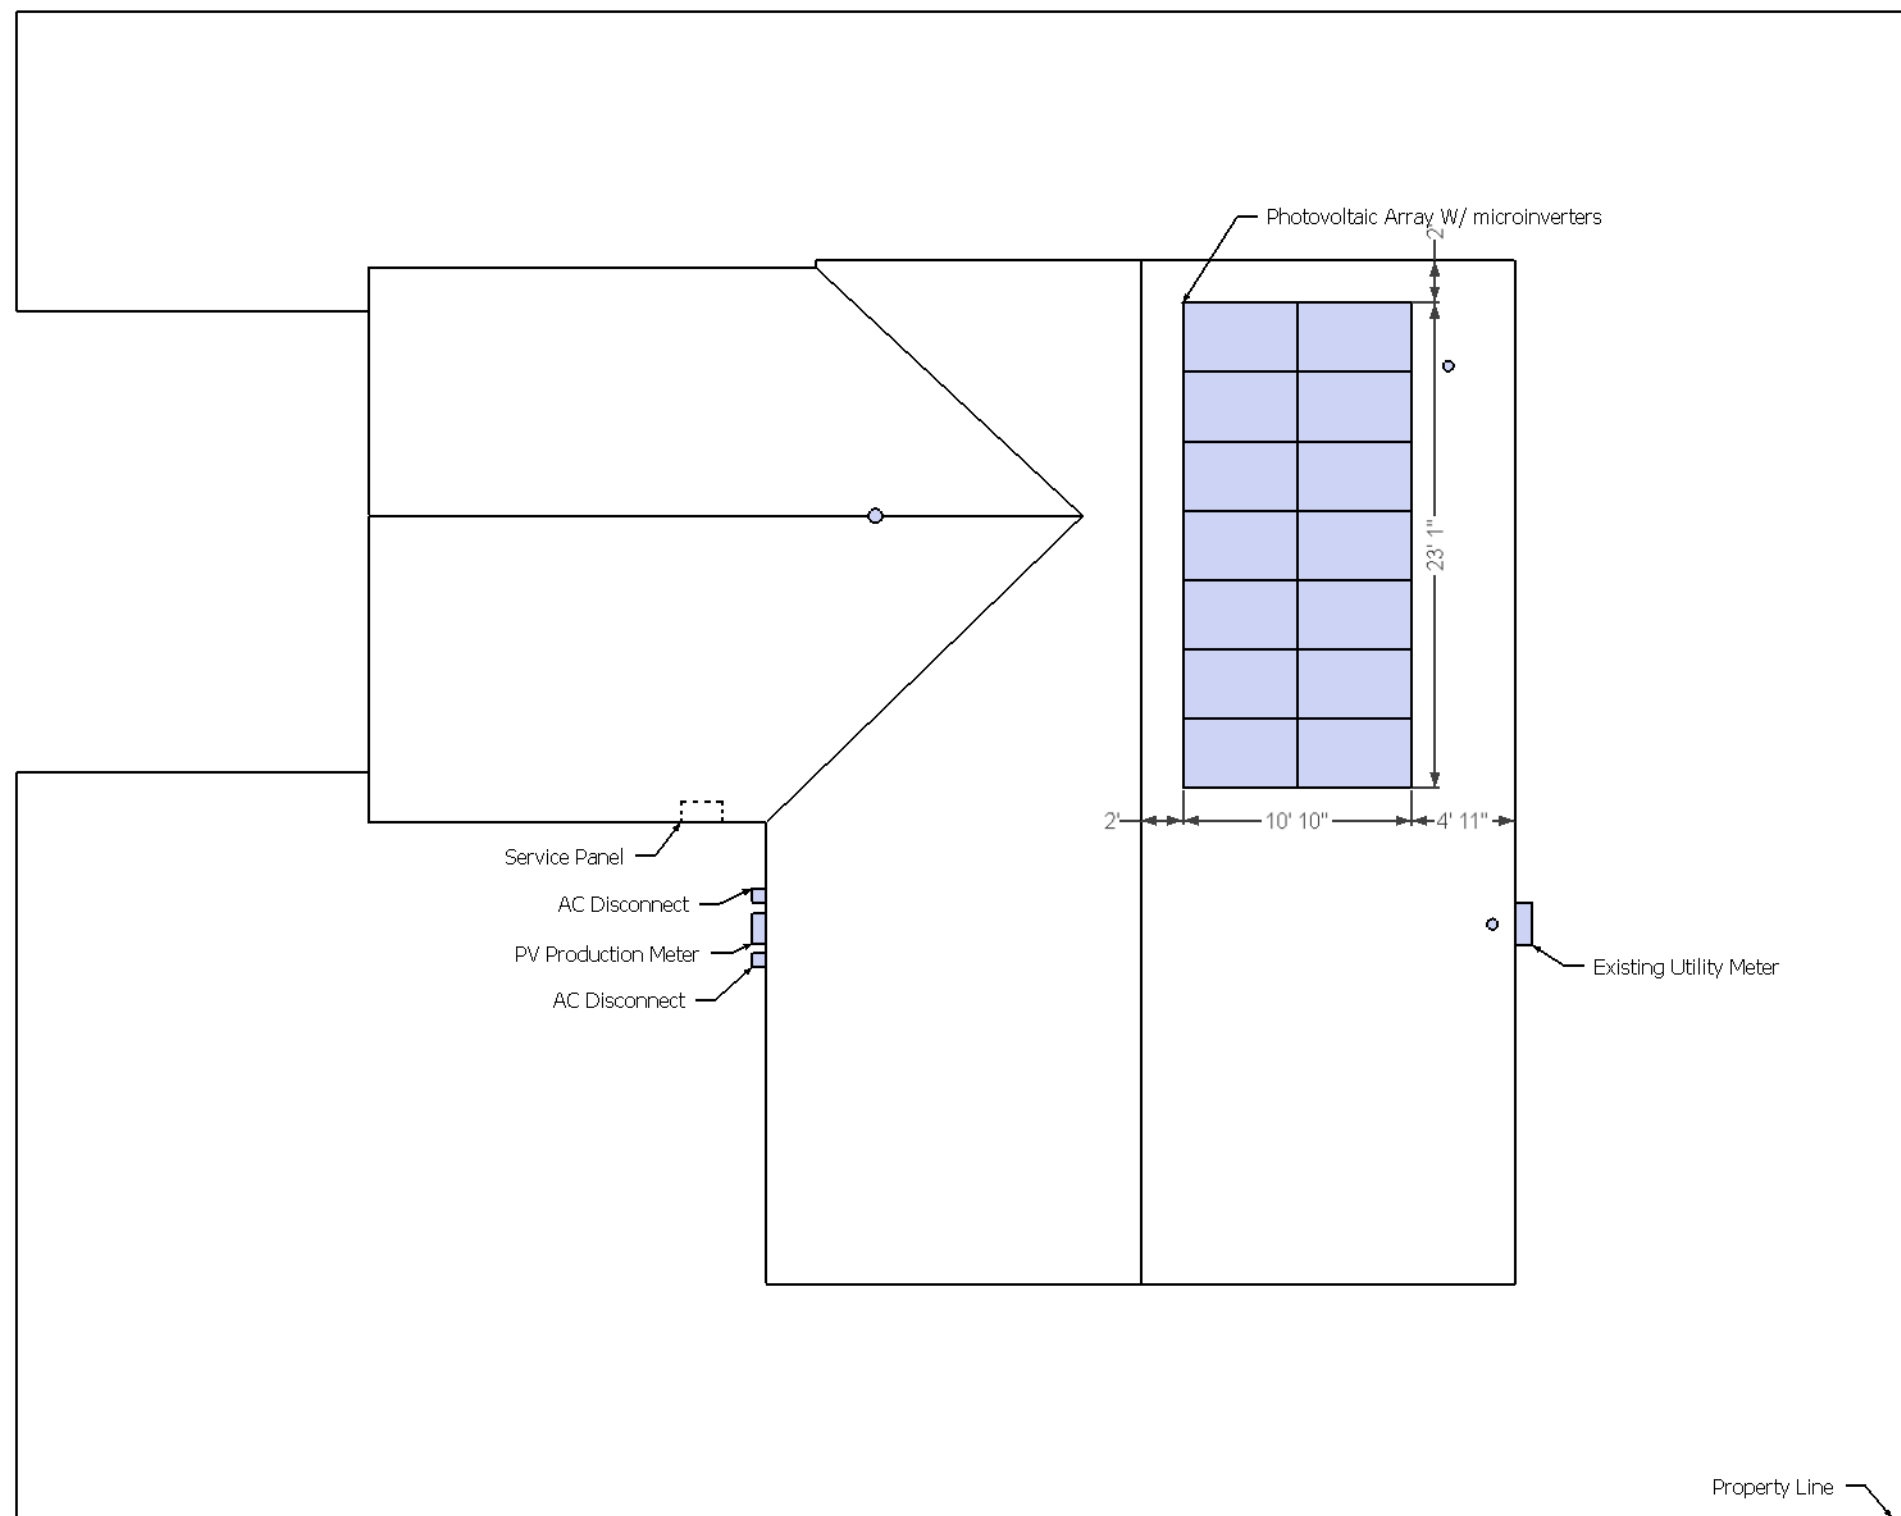 Photovoltaic Array W/ microinverters
2'
23' 1"
2'
10' 10"
4' 11"
Service Panel
AC Disconnect
PV Production Meter
Existing Utility Meter
AC Disconnect
Property Line